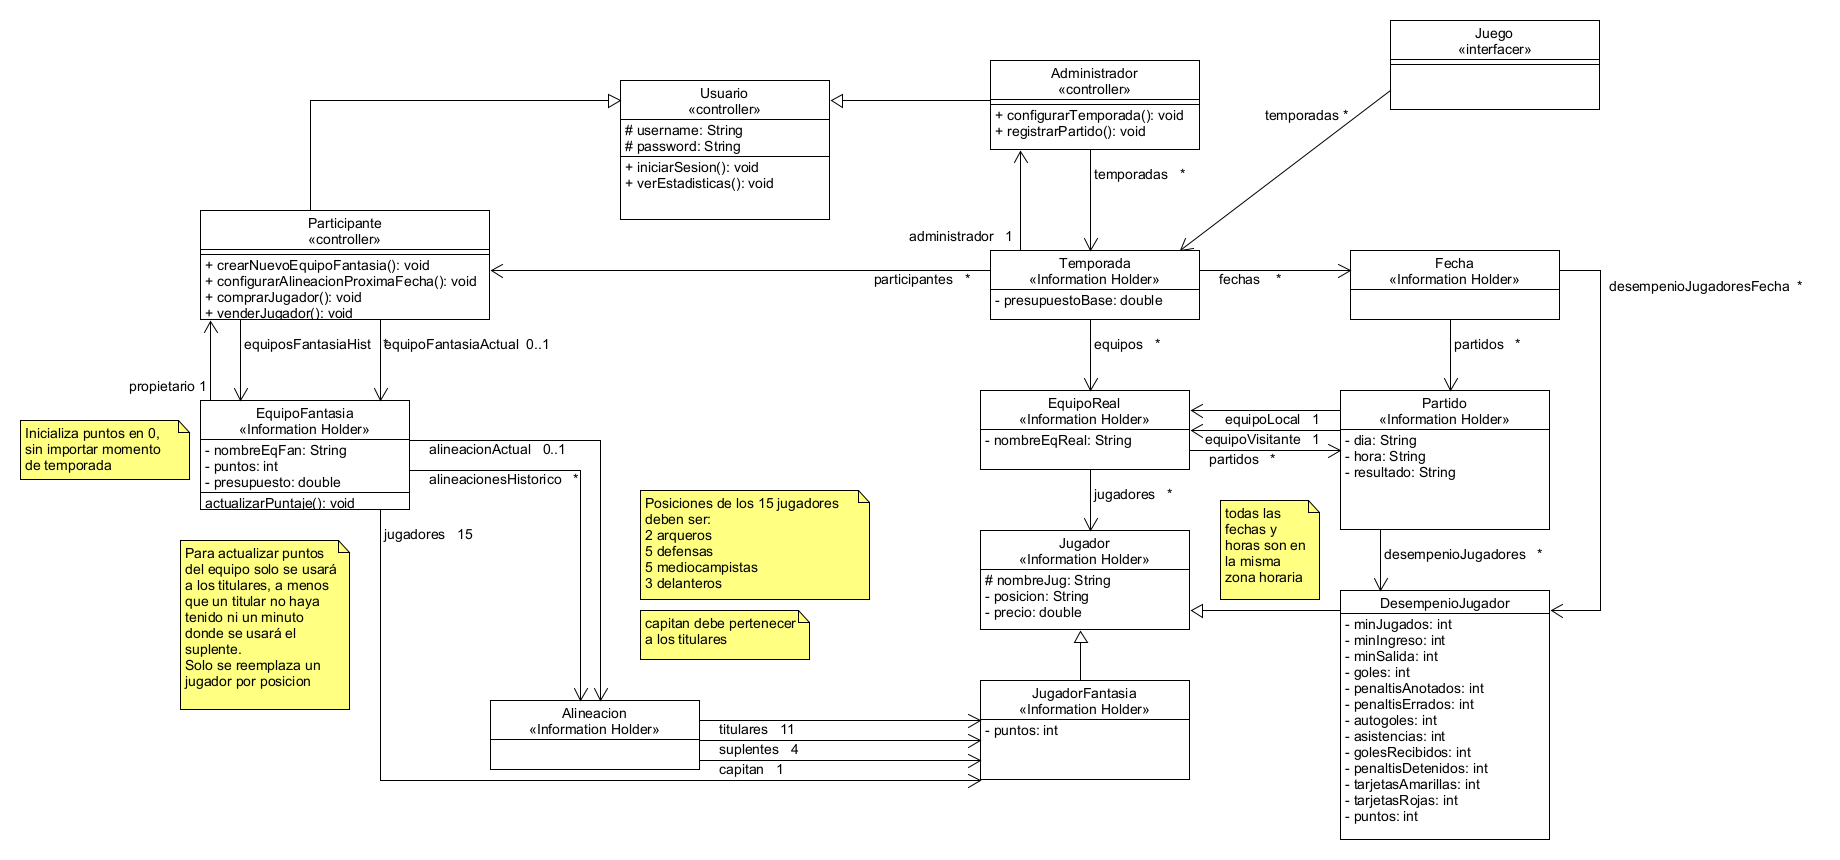 Juego
«interfacer»
Administrador
«controller»
+ configurarTemporada(): void
+ registrarPartido(): void
Usuario
«controller»
# username: String
# password: String
+ iniciarSesion(): void
+ verEstadisticas(): void
temporadas *
temporadas *
Participante
«controller»
+ crearNuevoEquipoFantasia(): void
+ configurarAlineacionProximaFecha(): void
+ comprarJugador(): void
+ venderJugador(): void
administrador 1
participantes *
Temporada
«Information Holder»
- presupuestoBase: double
fechas *
Fecha
«Information Holder»
desempenioJugadoresFecha *
equiposFantasiaHist *
equipoFantasiaActual 0..1
equipos *
partidos *
propietario 1
EquipoFantasia
«Information Holder»
- nombreEqFan: String
- puntos: int
- presupuesto: double
actualizarPuntaje(): void
Inicializa puntos en 0,
sin importar momento
de temporada
alineacionActual 0..1
alineacionesHistorico *
EquipoReal
«Information Holder»
- nombreEqReal: String
equipoLocal 1
equipoVisitante 1
partidos *
Partido
«Information Holder»
- dia: String
- hora: String
- resultado: String
jugadores 15
Posiciones de los 15 jugadores
deben ser:
2 arqueros
5 defensas
5 mediocampistas
3 delanteros
jugadores *
todas las
fechas y
horas son en
la misma
zona horaria
desempenioJugadores *
Para actualizar puntos
del equipo solo se usará
a los titulares, a menos
que un titular no haya
tenido ni un minuto
donde se usará el
suplente.
Solo se reemplaza un
jugador por posicion
capitan debe pertenecer
a los titulares
Jugador
«Information Holder»
# nombreJug: String
- posicion: String
- precio: double
DesempenioJugador
- minJugados: int
- minIngreso: int
- minSalida: int
- goles: int
- penaltisAnotados: int
- penaltisErrados: int
- autogoles: int
- asistencias: int
- golesRecibidos: int
- penaltisDetenidos: int
- tarjetasAmarillas: int
- tarjetasRojas: int
- puntos: int
Alineacion
«Information Holder»
titulares 11
suplentes 4
capitan 1
JugadorFantasia
«Information Holder»
- puntos: int